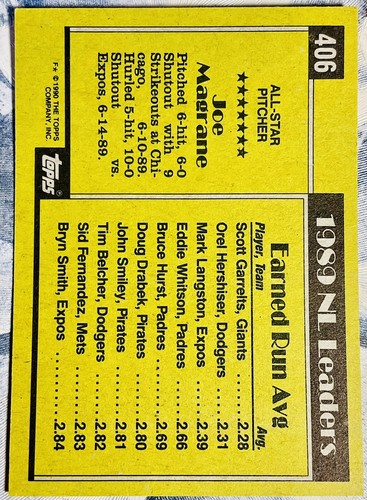 406
ALL-STAR
PITCHER
★★★★★★★
Joe
Magrane
Pitched 6-hit, 6-0
Shutout with 9
Strikeouts at Chi-
cago, 6-10-89.
Hurled 5-hit, 10-0
Shutout vs.
Expos, 6-14-89.
F* © 1990 THE TOPPS
COMPANY, INC.
topps®
1989 NL Leaders
Earned Run Avg
Player, Team Avg.
Scott Garrelts, Giants ... 2.28
Orel Hershiser, Dodgers . 2.31
Mark Langston, Expos .. 2.39
Eddie Whitson, Padres .. 2.66
Bruce Hurst, Padres .... 2.69
Doug Drabek, Pirates ... 2.80
John Smiley, Pirates .... 2.81
Tim Belcher, Dodgers ... 2.82
Sid Fernandez, Mets .... 2.83
Bryn Smith, Expos ..... 2.84